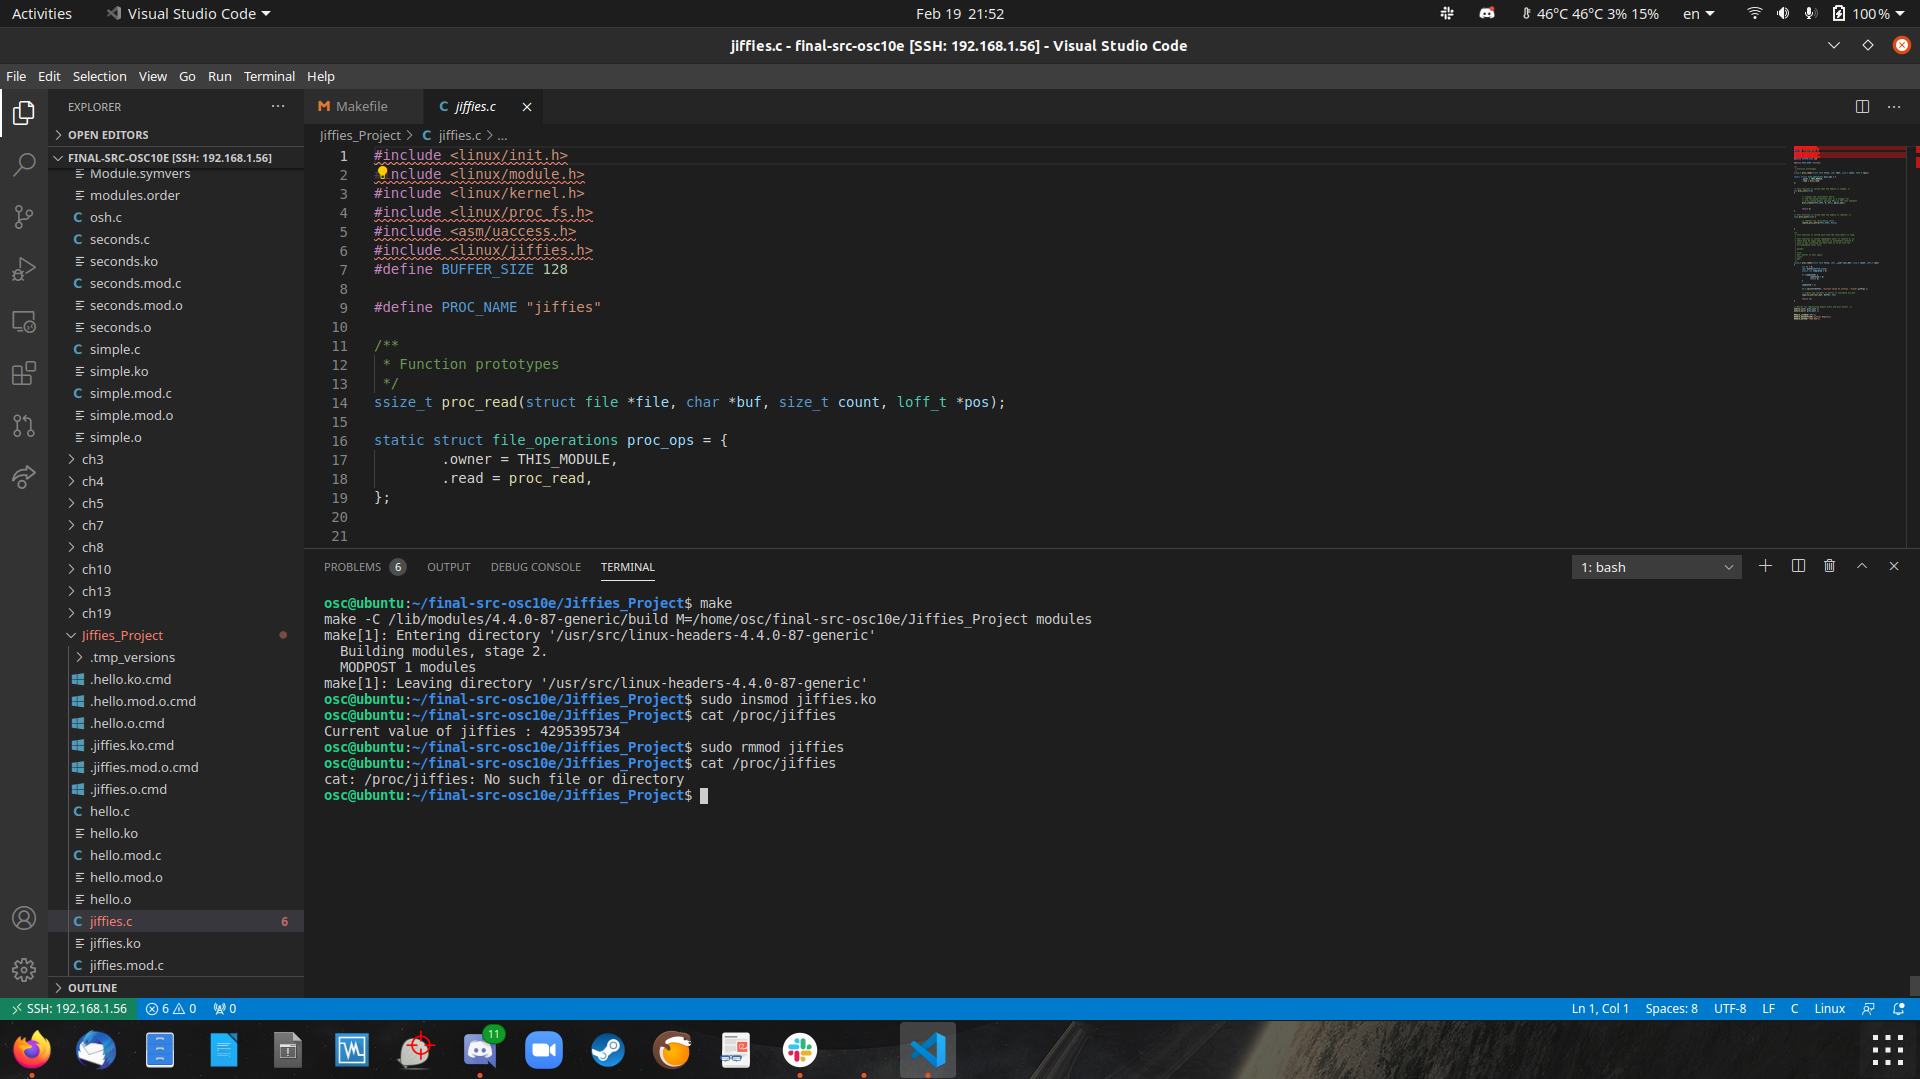 Activities
Visual Studio Code
Feb 19 21:52
46°C 46°C 3% 15%
en
100%
jiffies.c - final-src-osc10e [SSH: 192.168.1.56] - Visual Studio Code
File Edit Selection View Go Run Terminal Help
EXPLORER
OPEN EDITORS
FINAL-SRC-OSC10E [SSH: 192.168.1.56]
Module.symvers
modules.order
C osh.c
C seconds.c
seconds.ko
C seconds.mod.c
seconds.mod.o
seconds.o
C simple.c
simple.ko
C simple.mod.c
simple.mod.o
simple.o
ch3
ch4
ch5
ch7
ch8
ch10
ch13
ch19
Jiffies_Project
.tmp_versions
.hello.ko.cmd
.hello.mod.o.cmd
.hello.o.cmd
.jiffies.ko.cmd
.jiffies.mod.o.cmd
.jiffies.o.cmd
C hello.c
hello.ko
C hello.mod.c
hello.mod.o
hello.o
C jiffies.c 6
jiffies.ko
C jiffies.mod.c
OUTLINE
M Makefile
C jiffies.c
Jiffies_Project > C jiffies.c > ...
1 #include <linux/init.h>
2 #include <linux/module.h>
3 #include <linux/kernel.h>
4 #include <linux/proc_fs.h>
5 #include <asm/uaccess.h>
6 #include <linux/jiffies.h>
7 #define BUFFER_SIZE 128
8
9 #define PROC_NAME "jiffies"
10
11 /**
12 * Function prototypes
13 */
14 ssize_t proc_read(struct file *file, char *buf, size_t count, loff_t *pos);
15
16 static struct file_operations proc_ops = {
17 .owner = THIS_MODULE,
18 .read = proc_read,
19 };
20
21
PROBLEMS 6 OUTPUT DEBUG CONSOLE TERMINAL
1: bash
osc@ubuntu:~/final-src-osc10e/Jiffies_Project$ make
make -C /lib/modules/4.4.0-87-generic/build M=/home/osc/final-src-osc10e/Jiffies_Project modules
make[1]: Entering directory '/usr/src/linux-headers-4.4.0-87-generic'
Building modules, stage 2.
MODPOST 1 modules
make[1]: Leaving directory '/usr/src/linux-headers-4.4.0-87-generic'
osc@ubuntu:~/final-src-osc10e/Jiffies_Project$ sudo insmod jiffies.ko
osc@ubuntu:~/final-src-osc10e/Jiffies_Project$ cat /proc/jiffies
Current value of jiffies : 4295395734
osc@ubuntu:~/final-src-osc10e/Jiffies_Project$ sudo rmmod jiffies
osc@ubuntu:~/final-src-osc10e/Jiffies_Project$ cat /proc/jiffies
cat: /proc/jiffies: No such file or directory
osc@ubuntu:~/final-src-osc10e/Jiffies_Project$
SSH: 192.168.1.56
6 0
0
Ln 1, Col 1 Spaces: 8 UTF-8 LF C Linux
11